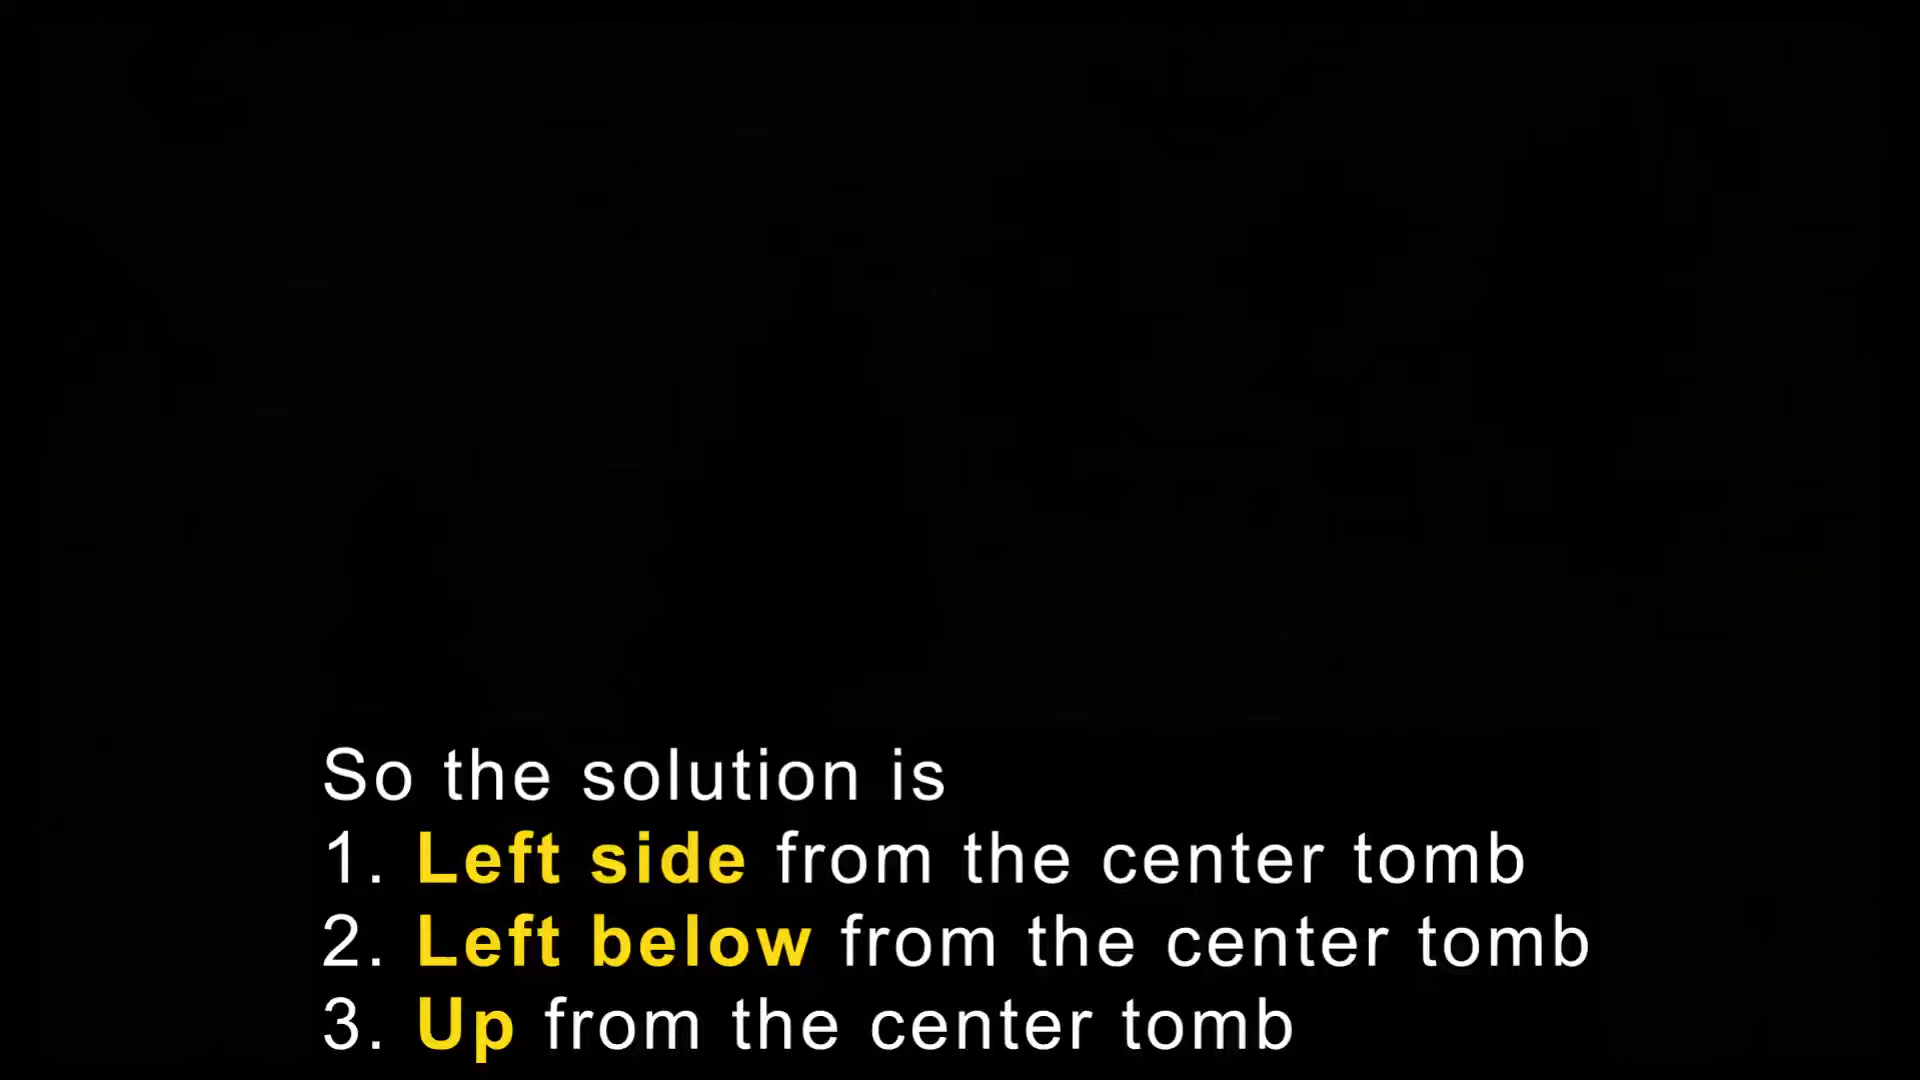 So the solution is
1. Left side from the center tomb
2. Left below from the center tomb
3. Up from the center tomb